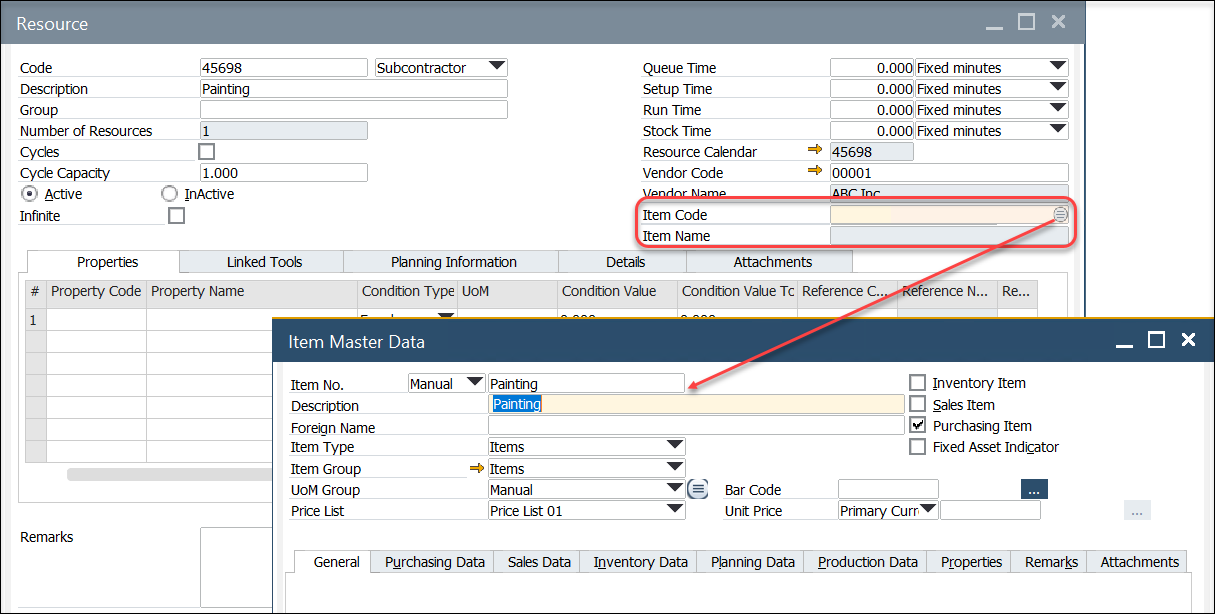 Resource
Code 45698 Subcontractor
Description Painting
Group
Number of Resources 1
Cycles
Cycle Capacity 1.000
Active InActive
Infinite
Queue Time 0.000 Fixed minutes
Setup Time 0.000 Fixed minutes
Run Time 0.000 Fixed minutes
Stock Time 0.000 Fixed minutes
Resource Calendar 45698
Vendor Code 00001
Vendor Name ABC Inc
Item Code
Item Name
Properties Linked Tools Planning Information Details Attachments
# Property Code Property Name Condition Type UoM Condition Value Condition Value Tc Reference C... Reference N... Re...
1
Item Master Data
Item No. Manual Painting
Description Painting
Foreign Name
Item Type Items
Item Group Items
UoM Group Manual
Price List Price List 01
Inventory Item
Sales Item
Purchasing Item
Fixed Asset Indicator
Bar Code ...
Unit Price Primary Curr ...
General Purchasing Data Sales Data Inventory Data Planning Data Production Data Properties Remarks Attachments
Remarks